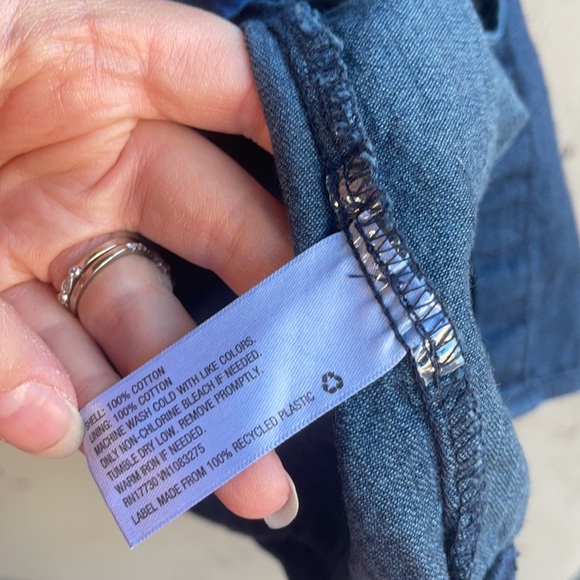 SHELL: 100% COTTON
LINING: 100% COTTON
MACHINE WASH COLD WITH LIKE COLORS.
ONLY NON-CHLORINE BLEACH IF NEEDED.
TUMBLE DRY LOW. REMOVE PROMPTLY.
WARM IRON IF NEEDED.
RN17730 VN1083275
LABEL MADE FROM 100% RECYCLED PLASTIC